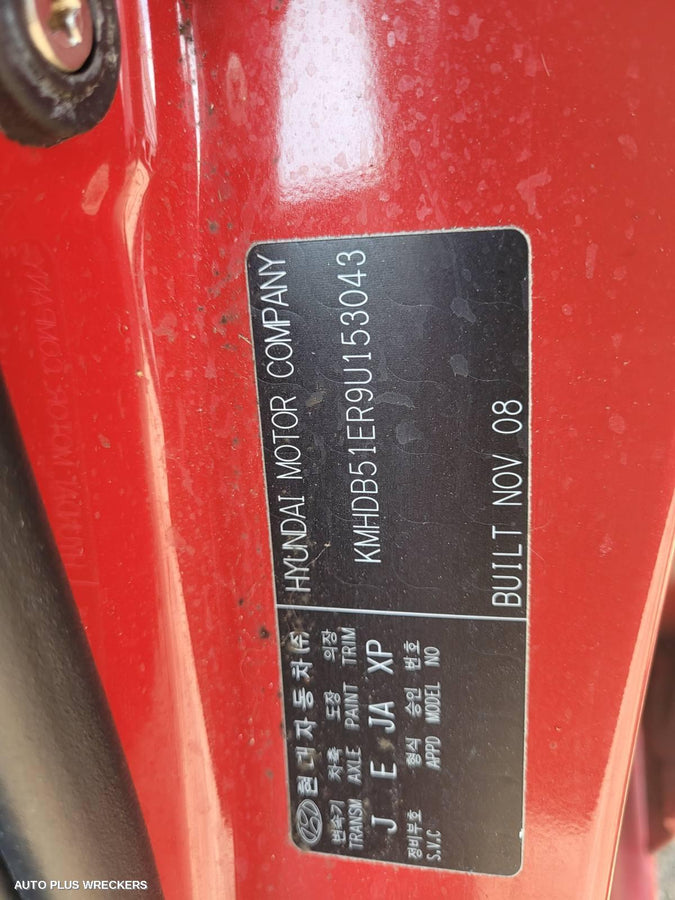 현대자동차(주) HYUNDAI MOTOR COMPANY
변속기 차축 도장 의장
TRANSM AXLE PAINT TRIM
J E JA XP
KMHDB51ER9U153043
정비부호 형식 승인 번호
S.V.C APPD MODEL NO
BUILT NOV 08
AUTO PLUS WRECKERS